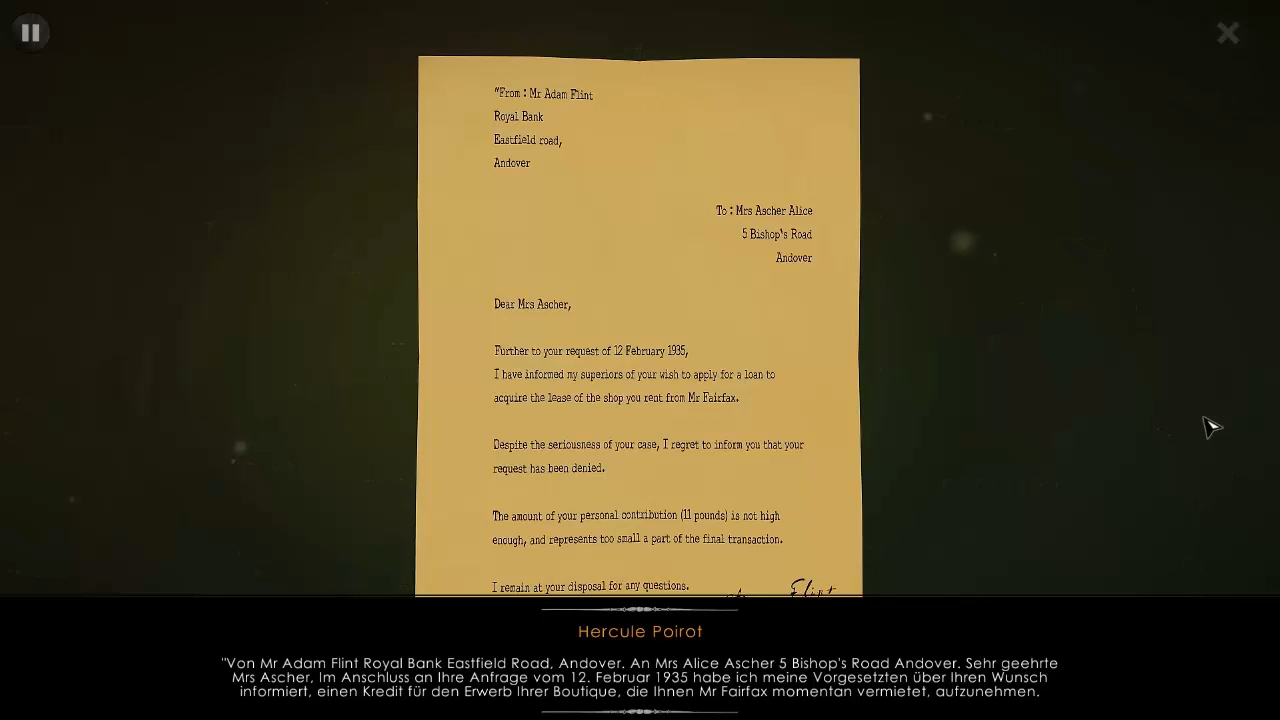 "From : Mr Adam Flint
Royal Bank
Eastfield road,
Andover
To : Mrs Ascher Alice
5 Bishop's Road
Andover
Dear Mrs Ascher,
Further to your request of 12 February 1935,
I have informed my superiors of your wish to apply for a loan to
acquire the lease of the shop you rent from Mr Fairfax.
Despite the seriousness of your case, I regret to inform you that your
request has been denied.
The amount of your personal contribution (11 pounds) is not high
enough, and represents too small a part of the final transaction.
I remain at your disposal for any questions.
Flint
Hercule Poirot
"Von Mr Adam Flint Royal Bank Eastfield Road, Andover. An Mrs Alice Ascher 5 Bishop's Road Andover. Sehr geehrte
Mrs Ascher, Im Anschluss an Ihre Anfrage vom 12. Februar 1935 habe ich meine Vorgesetzten über Ihren Wunsch
informiert, einen Kredit für den Erwerb Ihrer Boutique, die Ihnen Mr Fairfax momentan vermietet, aufzunehmen.